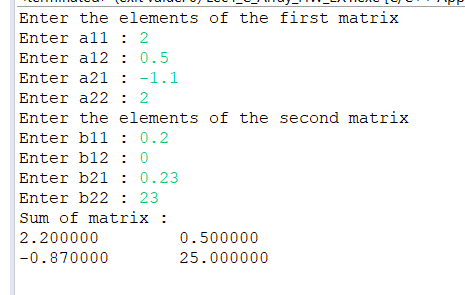 Enter the elements of the first matrix
Enter a11 : 2
Enter a12 : 0.5
Enter a21 : -1.1
Enter a22 : 2
Enter the elements of the second matrix
Enter b11 : 0.2
Enter b12 : 0
Enter b21 : 0.23
Enter b22 : 23
Sum of matrix :
2.200000 0.500000
-0.870000 25.000000